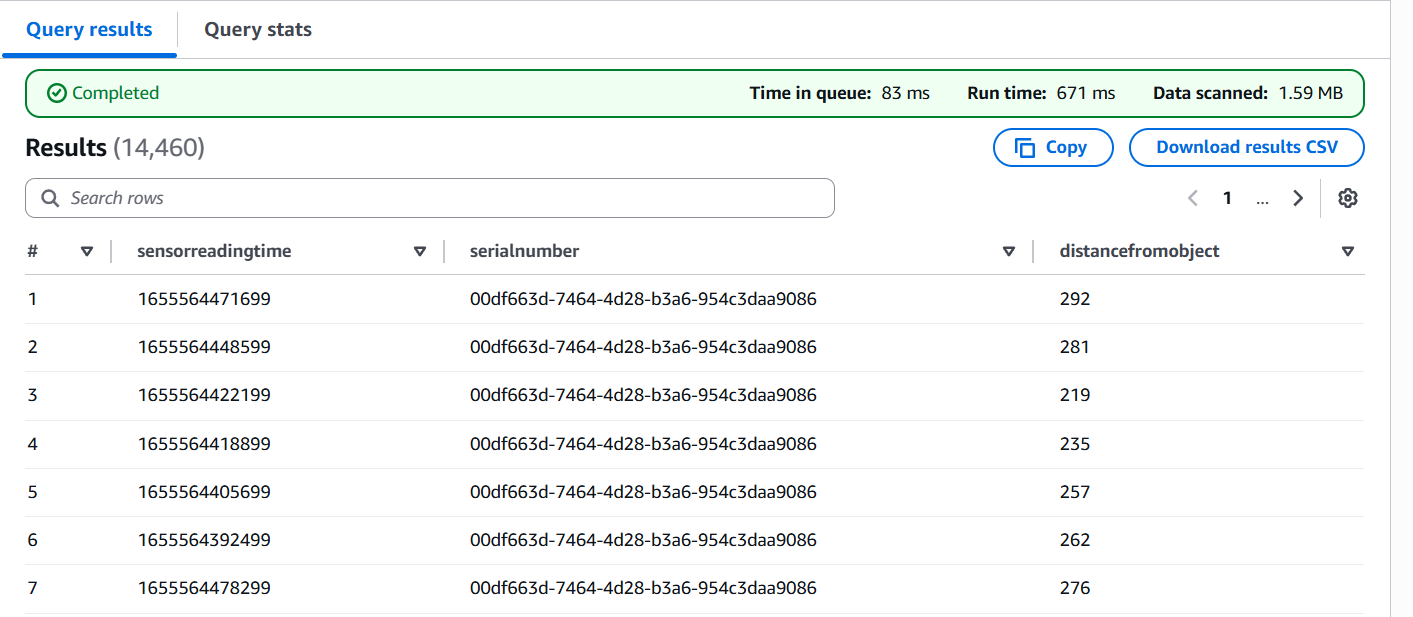 Query results Query stats
Completed Time in queue: 83 ms Run time: 671 ms Data scanned: 1.59 MB
Results (14,460) Copy Download results CSV
Search rows 1 ...
# sensorreadingtime serialnumber distancefromobject
1 1655564471699 00df663d-7464-4d28-b3a6-954c3daa9086 292
2 1655564448599 00df663d-7464-4d28-b3a6-954c3daa9086 281
3 1655564422199 00df663d-7464-4d28-b3a6-954c3daa9086 219
4 1655564418899 00df663d-7464-4d28-b3a6-954c3daa9086 235
5 1655564405699 00df663d-7464-4d28-b3a6-954c3daa9086 257
6 1655564392499 00df663d-7464-4d28-b3a6-954c3daa9086 262
7 1655564478299 00df663d-7464-4d28-b3a6-954c3daa9086 276